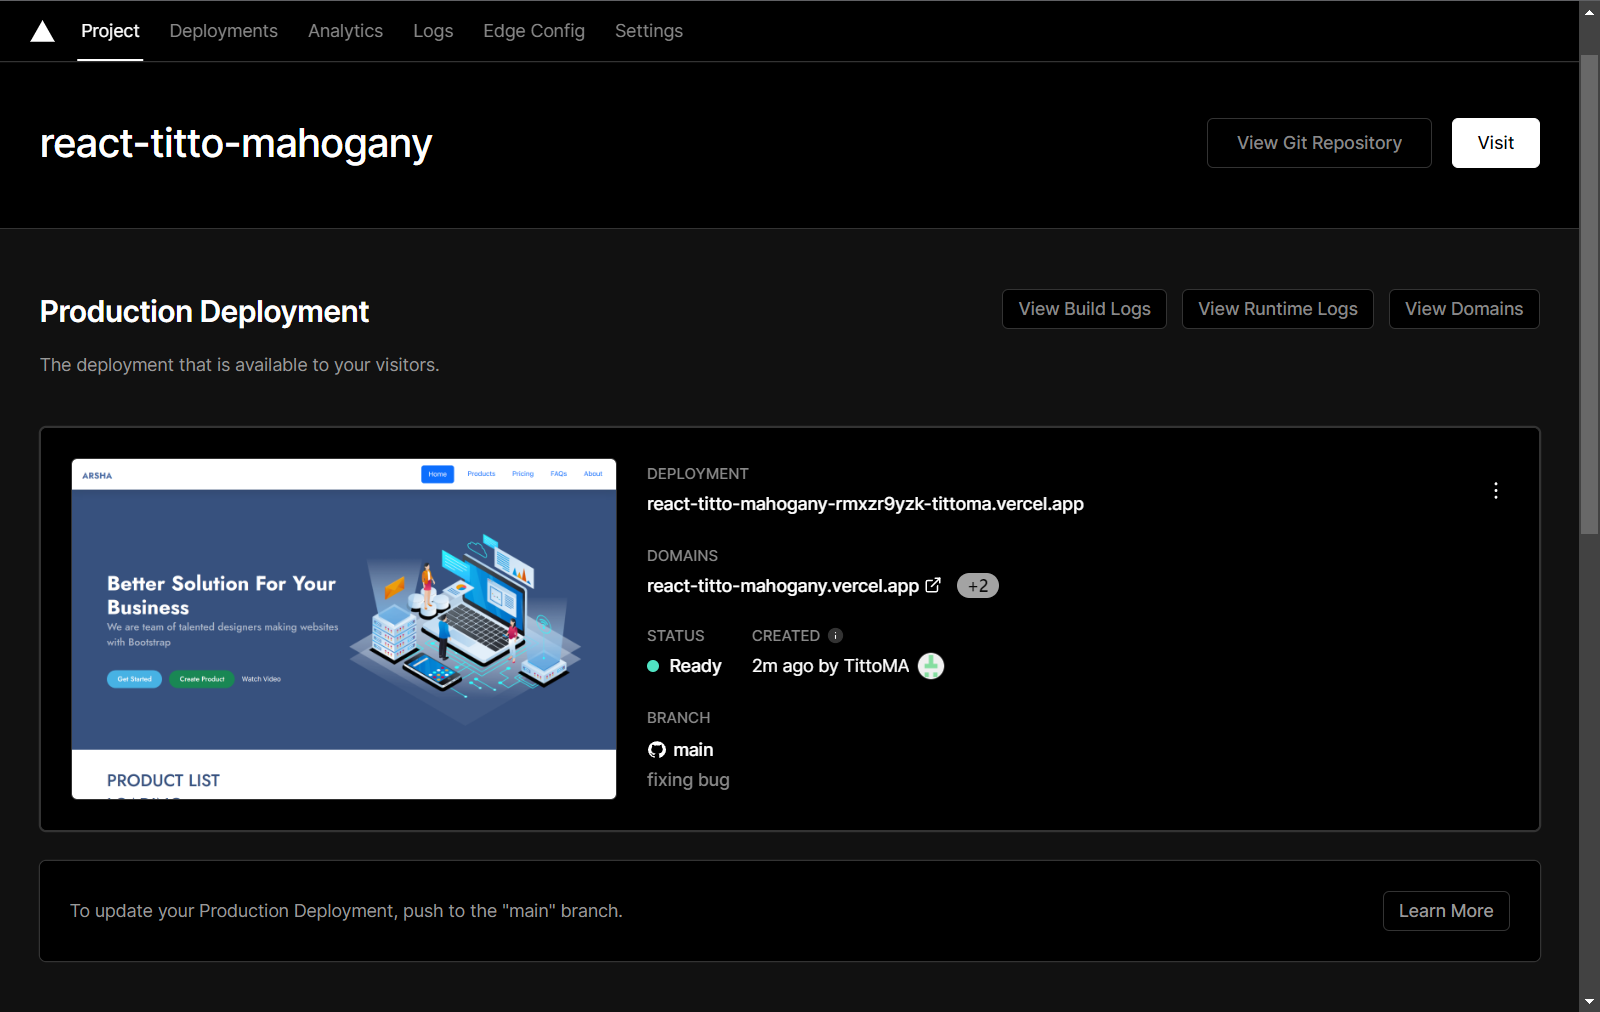 Project Deployments Analytics Logs Edge Config Settings
react-titto-mahogany
View Git Repository
Visit
Production Deployment
View Build Logs
View Runtime Logs
View Domains
The deployment that is available to your visitors.
ARSHA
Home Products Pricing FAQs About
Better Solution For Your
Business
We are team of talented designers making websites
with Bootstrap
Get Started Create Product Watch Video
PRODUCT LIST
DEPLOYMENT
react-titto-mahogany-rmxzr9yzk-tittoma.vercel.app
DOMAINS
react-titto-mahogany.vercel.app +2
STATUS CREATED
Ready 2m ago by TittoMA
BRANCH
main
fixing bug
To update your Production Deployment, push to the "main" branch.
Learn More